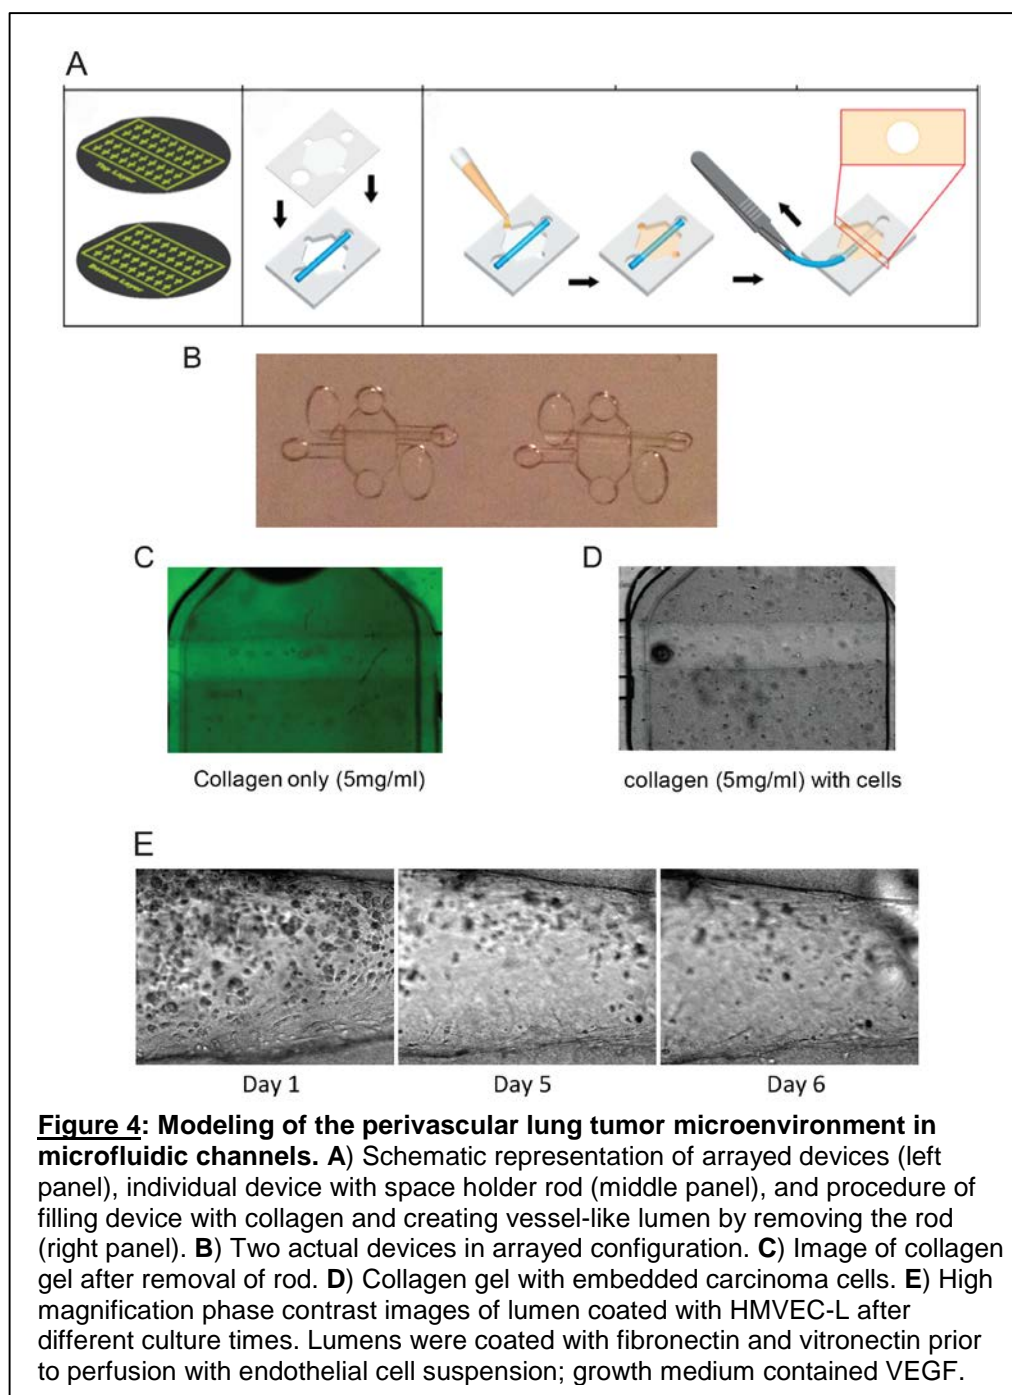 A
Top Layer
Bottom Layer
B
C
D
Collagen only (5mg/ml)
collagen (5mg/ml) with cells
E
Day 1
Day 5
Day 6
Figure 4: Modeling of the perivascular lung tumor microenvironment in
microfluidic channels. A) Schematic representation of arrayed devices (left
panel), individual device with space holder rod (middle panel), and procedure of
filling device with collagen and creating vessel-like lumen by removing the rod
(right panel). B) Two actual devices in arrayed configuration. C) Image of collagen
gel after removal of rod. D) Collagen gel with embedded carcinoma cells. E) High
magnification phase contrast images of lumen coated with HMVEC-L after
different culture times. Lumens were coated with fibronectin and vitronectin prior
to perfusion with endothelial cell suspension; growth medium contained VEGF.